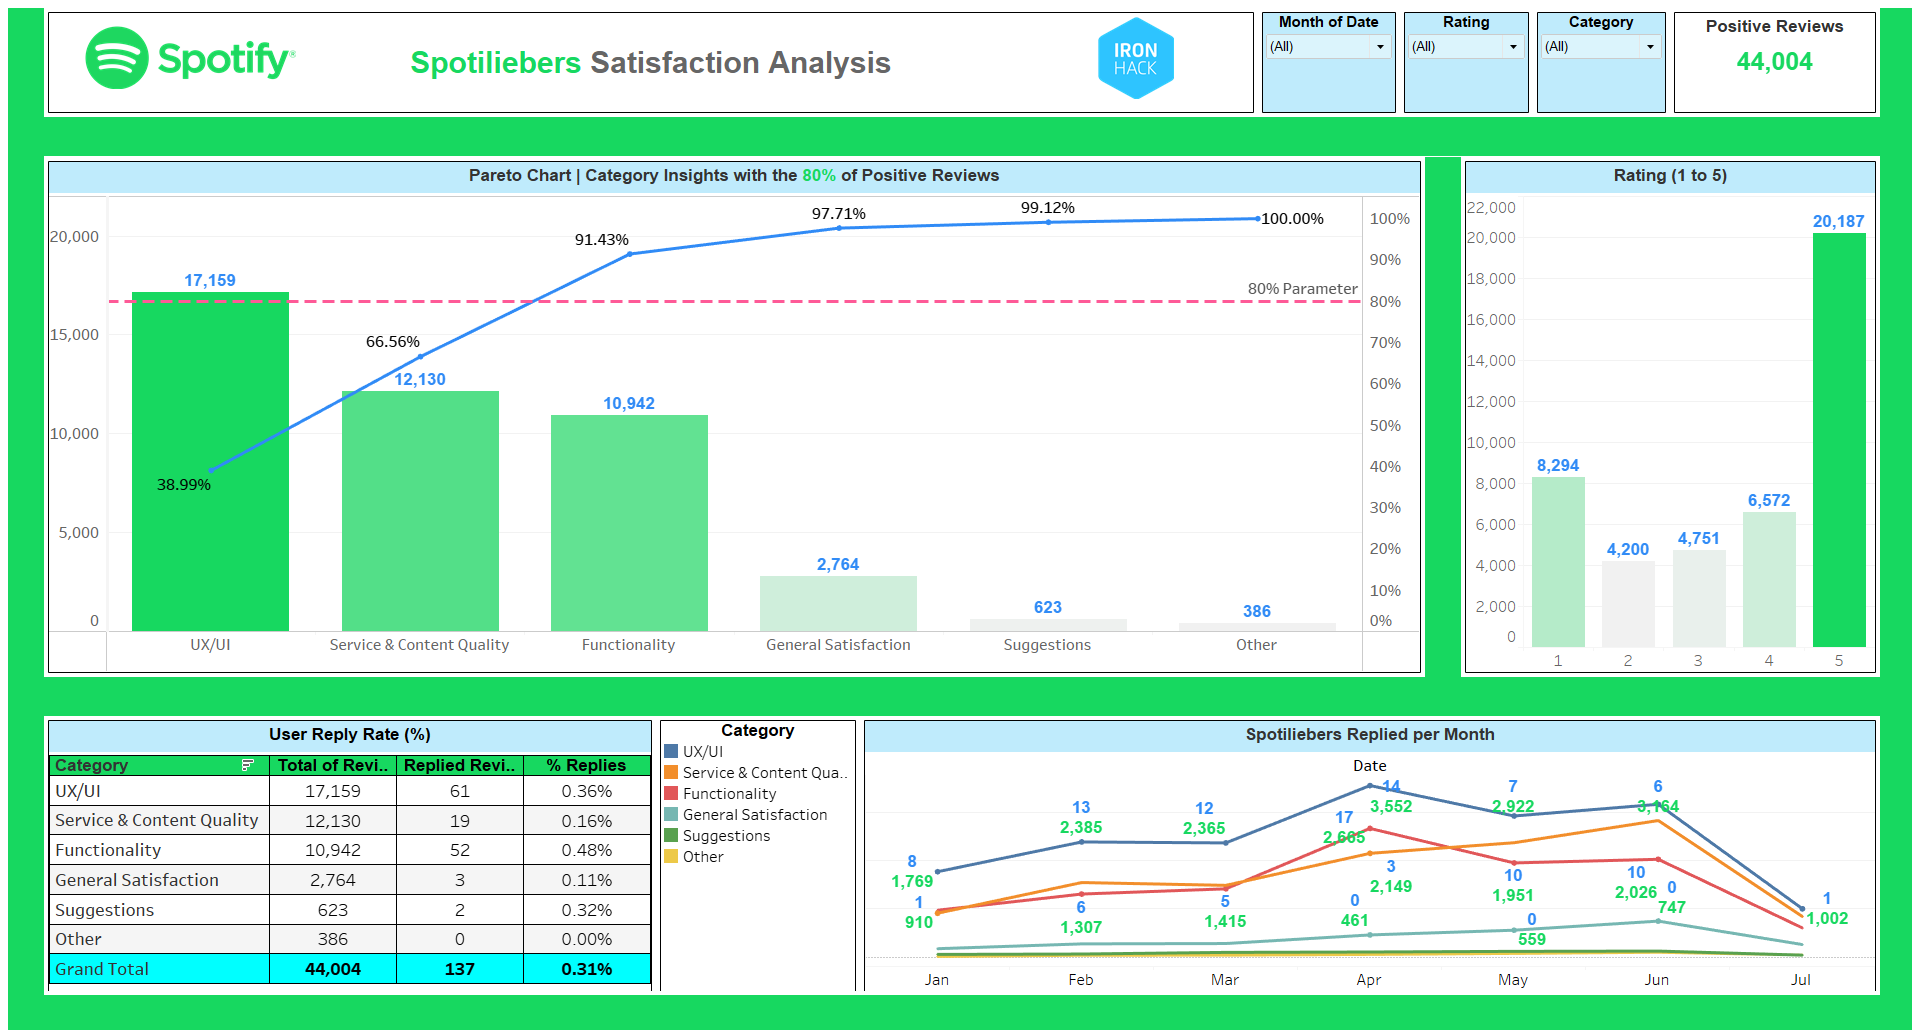 Spotify®
Spotiliebers Satisfaction Analysis
IRON
HACK
Month of Date
(All)
Rating
(All)
Category
(All)
Positive Reviews
44,004
Pareto Chart | Category Insights with the 80% of Positive Reviews
20,000
15,000
10,000
5,000
0
17,159
12,130
10,942
2,764
623
386
38.99%
66.56%
91.43%
97.71%
99.12%
100.00%
80% Parameter
100%
90%
80%
70%
60%
50%
40%
30%
20%
10%
0%
UX/UI
Service & Content Quality
Functionality
General Satisfaction
Suggestions
Other
Rating (1 to 5)
22,000
20,000
18,000
16,000
14,000
12,000
10,000
8,000
6,000
4,000
2,000
0
8,294
4,200
4,751
6,572
20,187
1
2
3
4
5
User Reply Rate (%)
Category Total of Revi.. Replied Revi.. % Replies
UX/UI 17,159 61 0.36%
Service & Content Quality 12,130 19 0.16%
Functionality 10,942 52 0.48%
General Satisfaction 2,764 3 0.11%
Suggestions 623 2 0.32%
Other 386 0 0.00%
Grand Total 44,004 137 0.31%
Category
UX/UI
Service & Content Qua..
Functionality
General Satisfaction
Suggestions
Other
Spotiliebers Replied per Month
Date
8
1,769
1
910
13
2,385
6
1,307
12
2,365
5
1,415
14
3,552
17
2,665
3
2,149
0
461
7
2,922
10
1,951
0
559
6
3,164
10
2,026
0
747
1
1,002
Jan
Feb
Mar
Apr
May
Jun
Jul